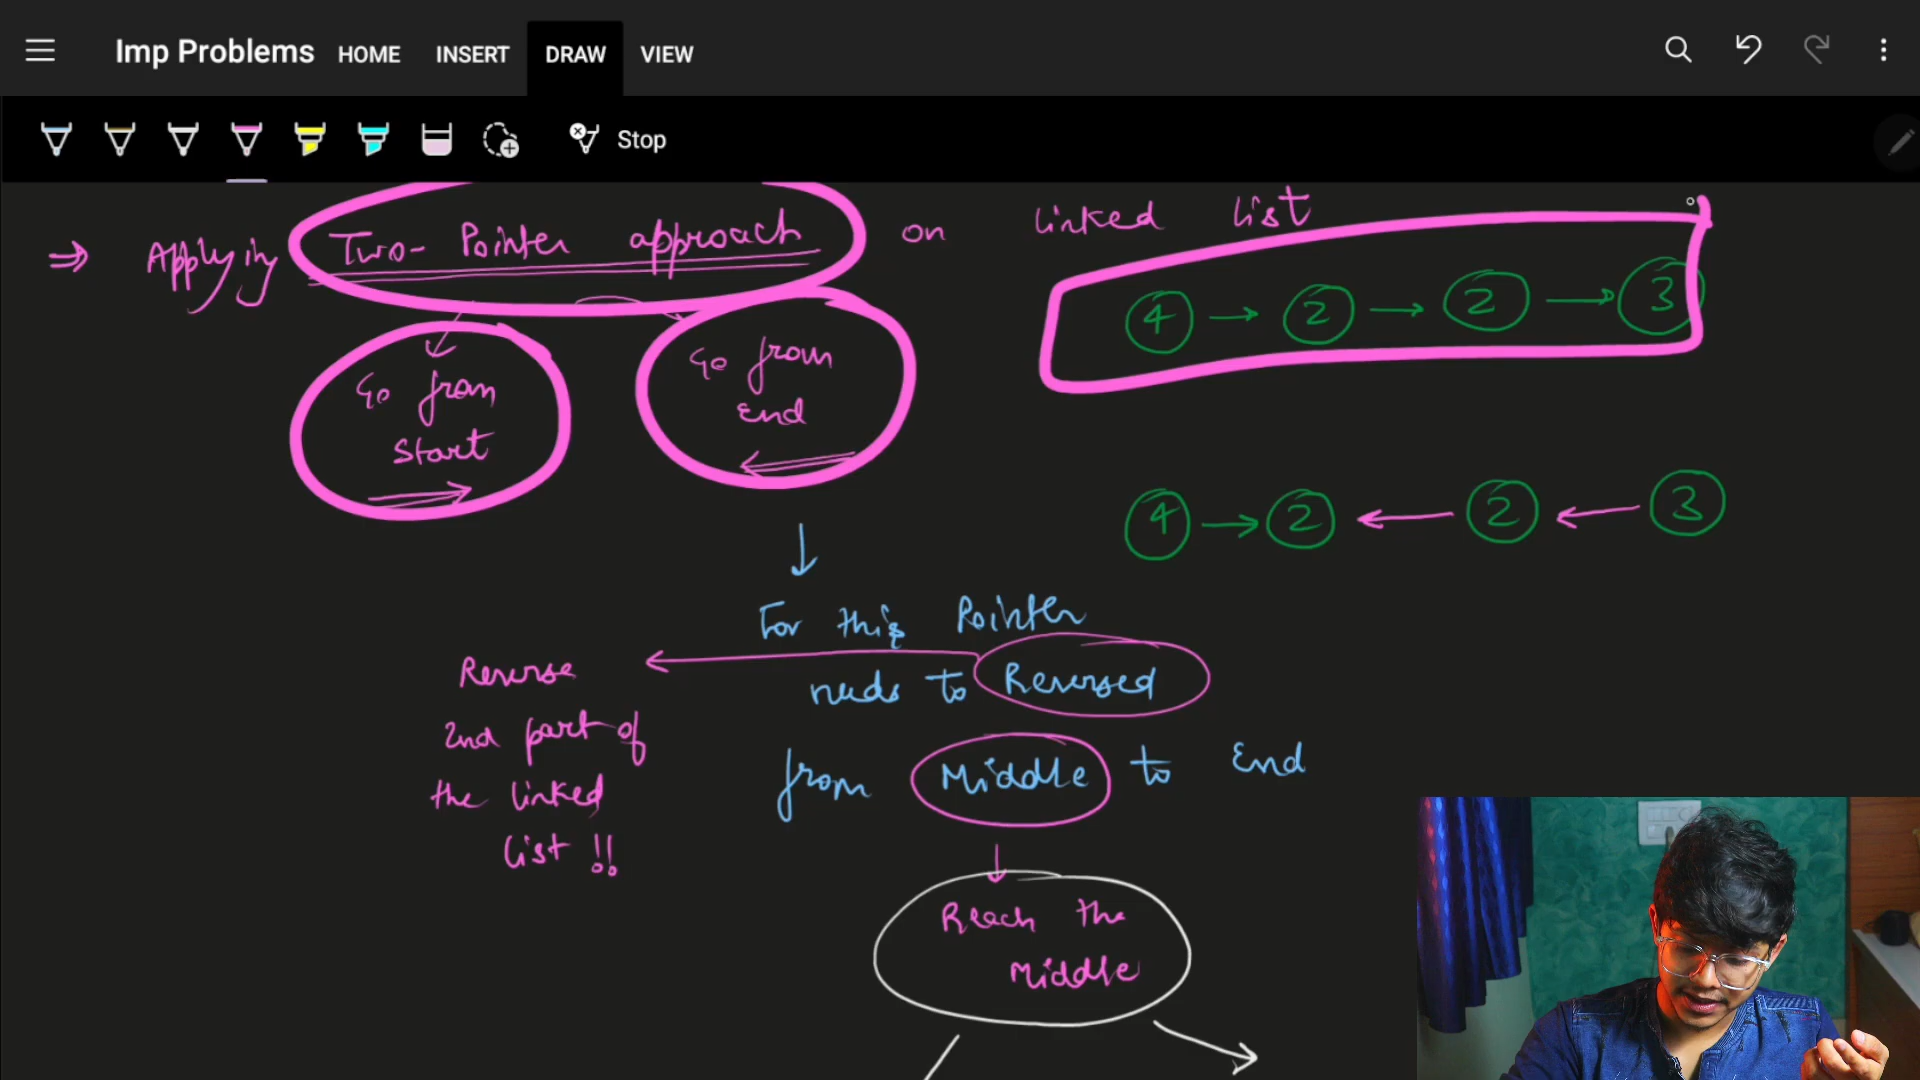 Imp Problems HOME INSERT DRAW VIEW
Stop
⇒ Applying Two-Pointer approach on linked list
4 → 2 → 2 → 3
Go from
Start
Go from
End
4 → 2 ← 2 ← 3
For this Pointer
needs to Reversed
from Middle to End
Reverse
2nd part of
the linked
list !!
Reach the
Middle